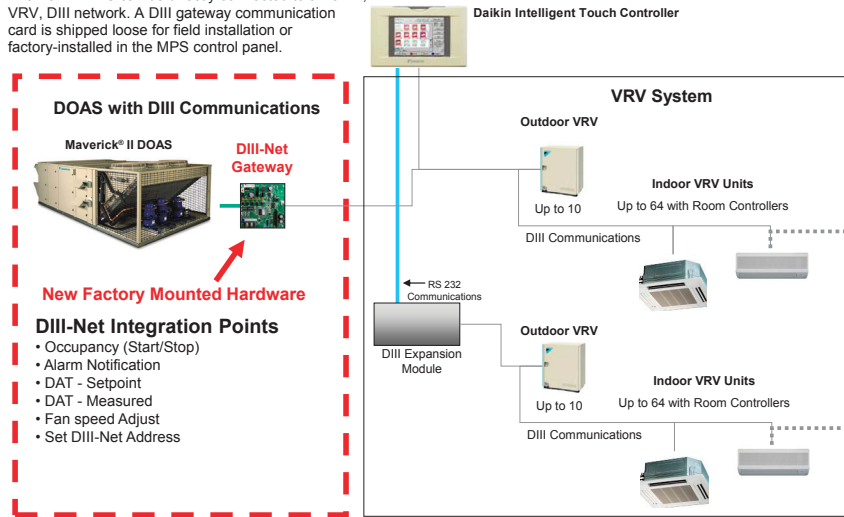 VRV, DIII network. A DIII gateway communication
card is shipped loose for field installation or
factory-installed in the MPS control panel.
Daikin Intelligent Touch Controller
DOAS with DIII Communications
Maverick® II DOAS
DIII-Net
Gateway
New Factory Mounted Hardware
DIII-Net Integration Points
• Occupancy (Start/Stop)
• Alarm Notification
• DAT - Setpoint
• DAT - Measured
• Fan speed Adjust
• Set DIII-Net Address
VRV System
Outdoor VRV
Up to 10
Indoor VRV Units
Up to 64 with Room Controllers
DIII Communications
RS 232
Communications
DIII Expansion
Module
Outdoor VRV
Up to 10
Indoor VRV Units
Up to 64 with Room Controllers
DIII Communications